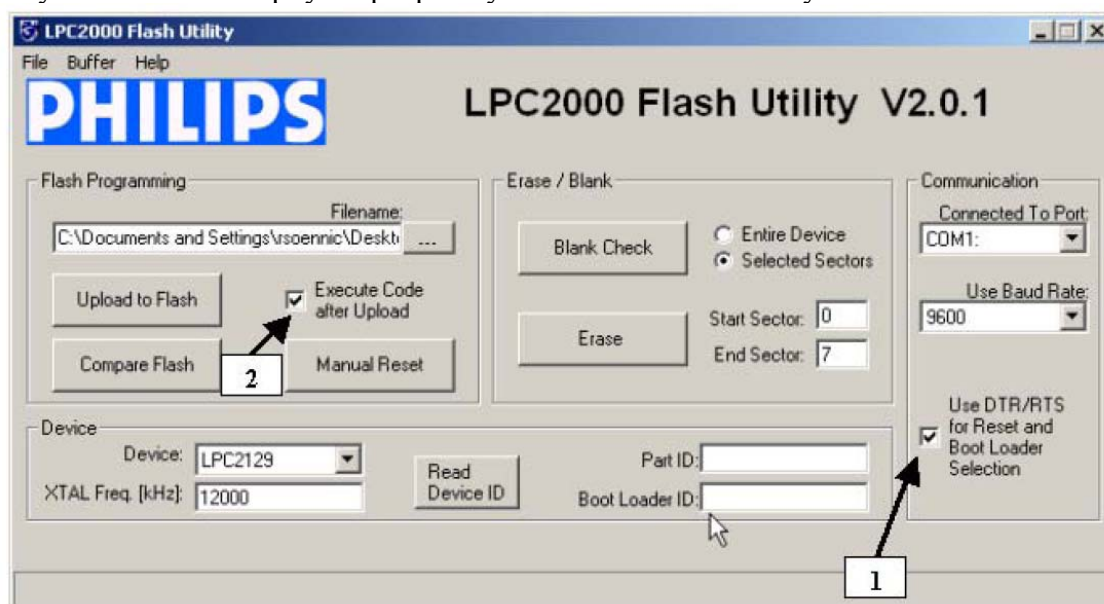 LPC2000 Flash Utility
File Buffer Help
PHILIPS
LPC2000 Flash Utility V2.0.1
Flash Programming
Filename:
C:\Documents and Settings\rsoennic\Deskt
...
Upload to Flash
Execute Code
after Upload
Compare Flash
2
Manual Reset
Erase / Blank
Blank Check
Entire Device
Selected Sectors
Erase
Start Sector: 0
End Sector: 7
Communication
Connected To Port:
COM1:
Use Baud Rate:
9600
Use DTR/RTS
for Reset and
Boot Loader
Selection
1
Device
Device: LPC2129
XTAL Freq. [kHz]: 12000
Read
Device ID
Part ID:
Boot Loader ID: